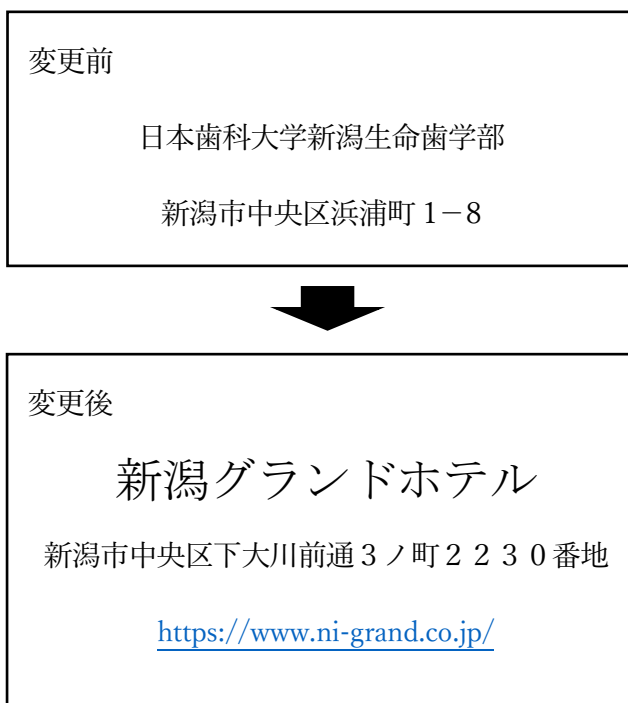 変更前
日本歯科大学新潟生命歯学部
新潟市中央区浜浦町1－8
変更後
新潟グランドホテル
新潟市中央区下大川前通３ノ町２２３０番地
https://www.ni-grand.co.jp/